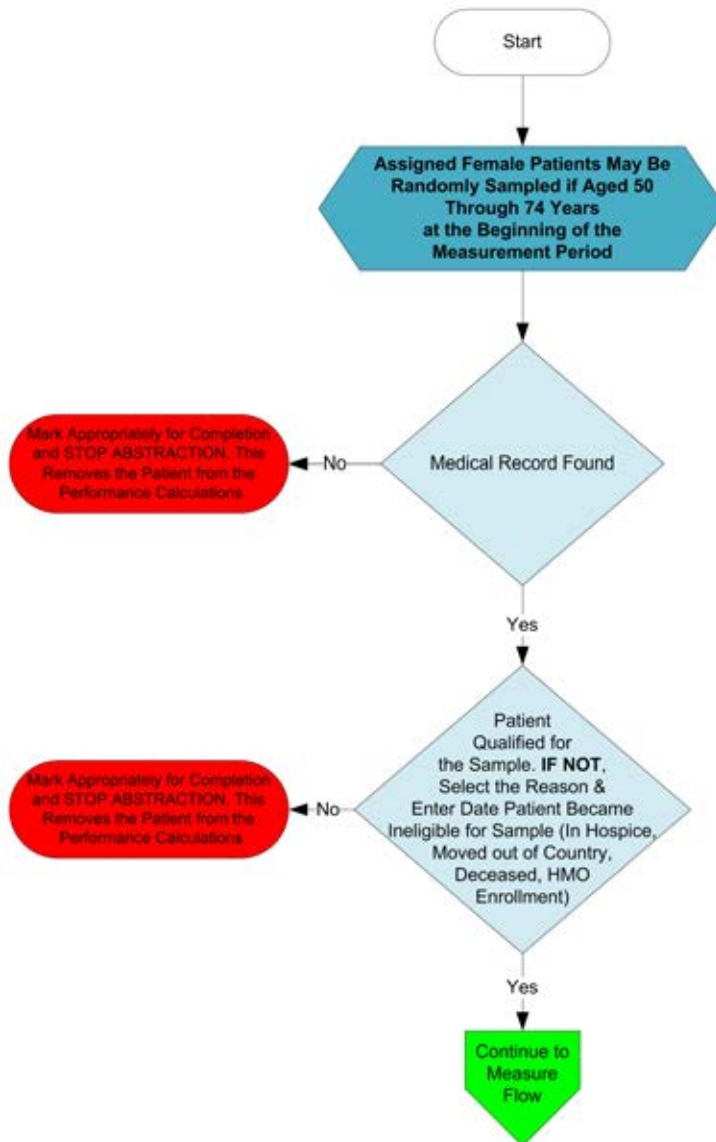 Start
Assigned Female Patients May Be
Randomly Sampled if Aged 50
Through 74 Years
at the Beginning of the
Measurement Period
Mark Appropriately for Completion
and STOP ABSTRACTION. This
Removes the Patient from the
Performance Calculations
No
Medical Record Found
Yes
Mark Appropriately for Completion
and STOP ABSTRACTION. This
Removes the Patient from the
Performance Calculations
No
Patient
Qualified for
the Sample. IF NOT,
Select the Reason &
Enter Date Patient Became
Ineligible for Sample (In Hospice,
Moved out of Country,
Deceased, HMO
Enrollment)
Yes
Continue to
Measure
Flow